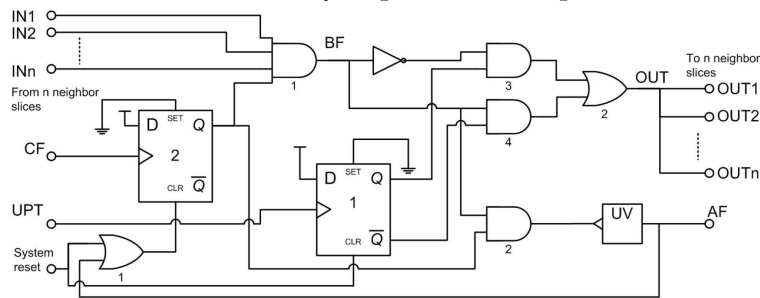 IN1
IN2
INn
From n neighbor
slices
CF
UPT
System
reset
1
D
SET
Q
2
CLR
Q
BF
1
D
SET
Q
1
CLR
Q
3
4
2
2
OUT
To n neighbor
slices
OUT1
OUT2
OUTn
UV
AF